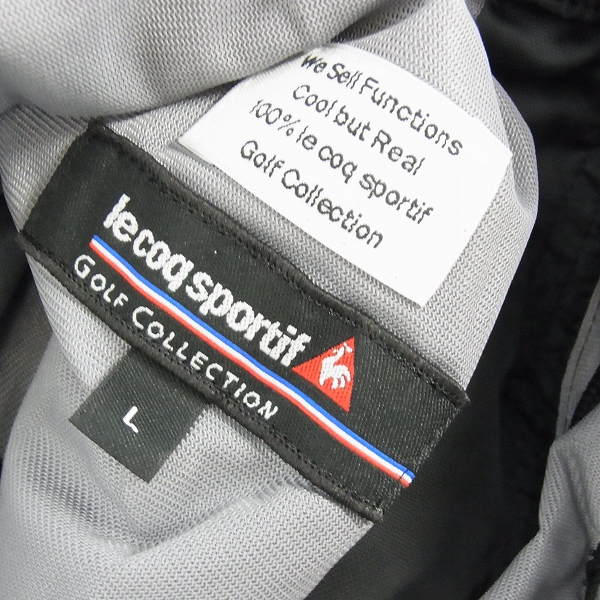 We Sell Functions
Cool but Real
100% le coq sportif
Golf Collection
le coq sportif
GOLF COLLECTION
L